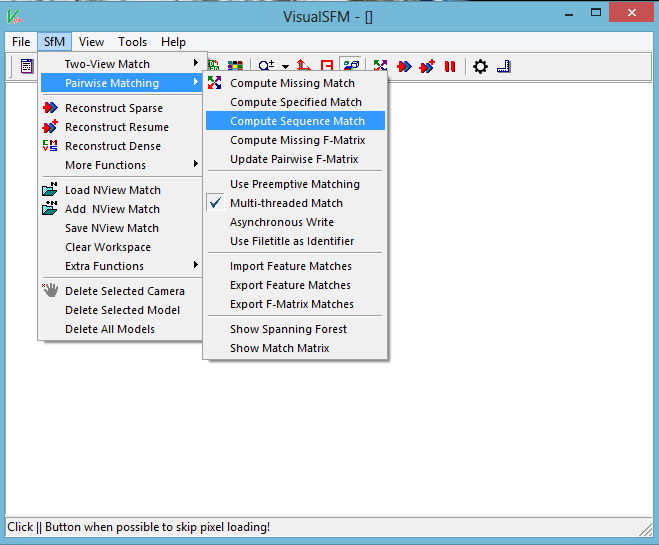 VisualSFM - []
File SfM View Tools Help
Two-View Match
Pairwise Matching
Reconstruct Sparse
Reconstruct Resume
Reconstruct Dense
More Functions
Load NView Match
Add NView Match
Save NView Match
Clear Workspace
Extra Functions
Delete Selected Camera
Delete Selected Model
Delete All Models
Compute Missing Match
Compute Specified Match
Compute Sequence Match
Compute Missing F-Matrix
Update Pairwise F-Matrix
Use Preemptive Matching
Multi-threaded Match
Asynchronous Write
Use Filetitle as Identifier
Import Feature Matches
Export Feature Matches
Export F-Matrix Matches
Show Spanning Forest
Show Match Matrix
Click || Button when possible to skip pixel loading!